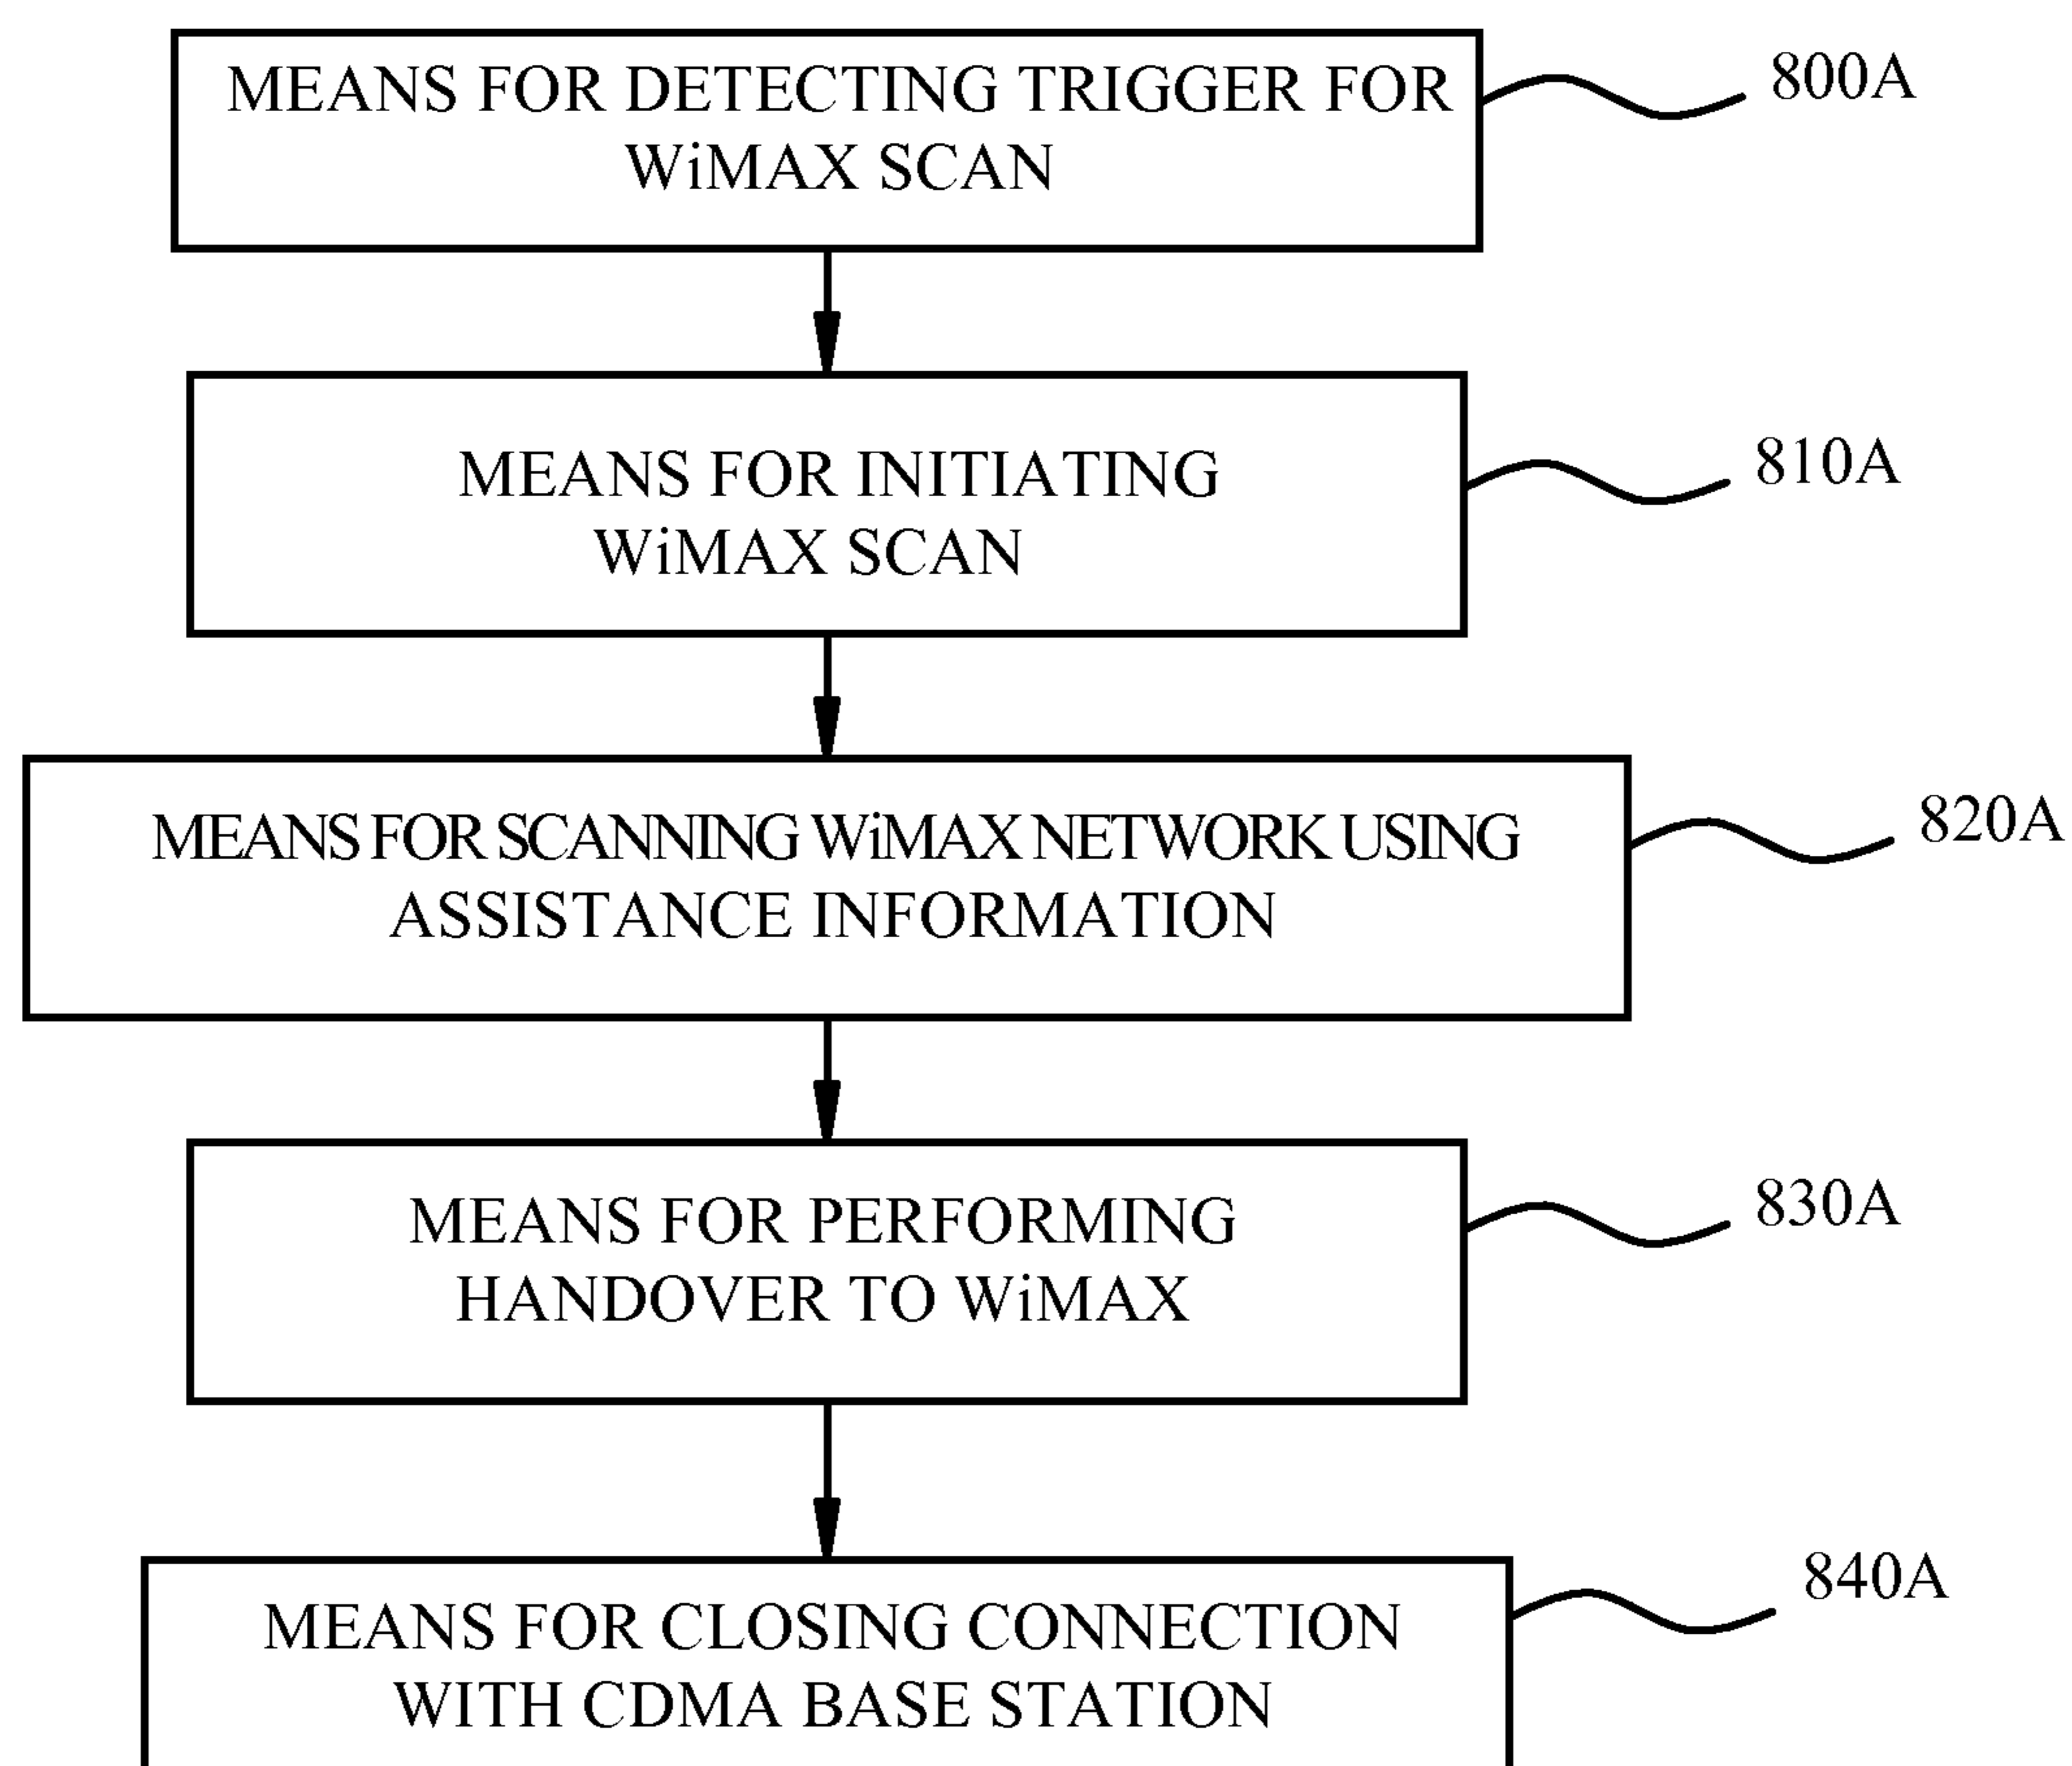 MEANS FOR DETECTING TRIGGER FOR
WiMAX SCAN
800A
MEANS FOR INITIATING
WiMAX SCAN
810A
MEANS FOR SCANNING WiMAX NETWORK USING
ASSISTANCE INFORMATION
820A
MEANS FOR PERFORMING
HANDOVER TO WiMAX
830A
MEANS FOR CLOSING CONNECTION
WITH CDMA BASE STATION
840A